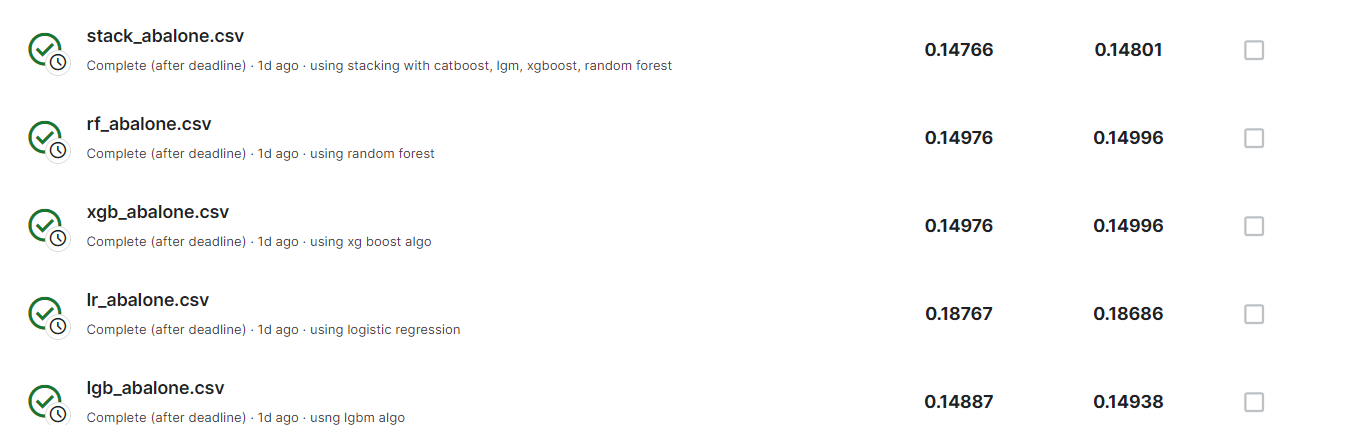 stack_abalone.csv
Complete (after deadline) · 1d ago · using stacking with catboost, lgm, xgboost, random forest
0.14766
0.14801
rf_abalone.csv
Complete (after deadline) · 1d ago · using random forest
0.14976
0.14996
xgb_abalone.csv
Complete (after deadline) · 1d ago · using xg boost algo
0.14976
0.14996
lr_abalone.csv
Complete (after deadline) · 1d ago · using logistic regression
0.18767
0.18686
lgb_abalone.csv
Complete (after deadline) · 1d ago · usng lgbm algo
0.14887
0.14938